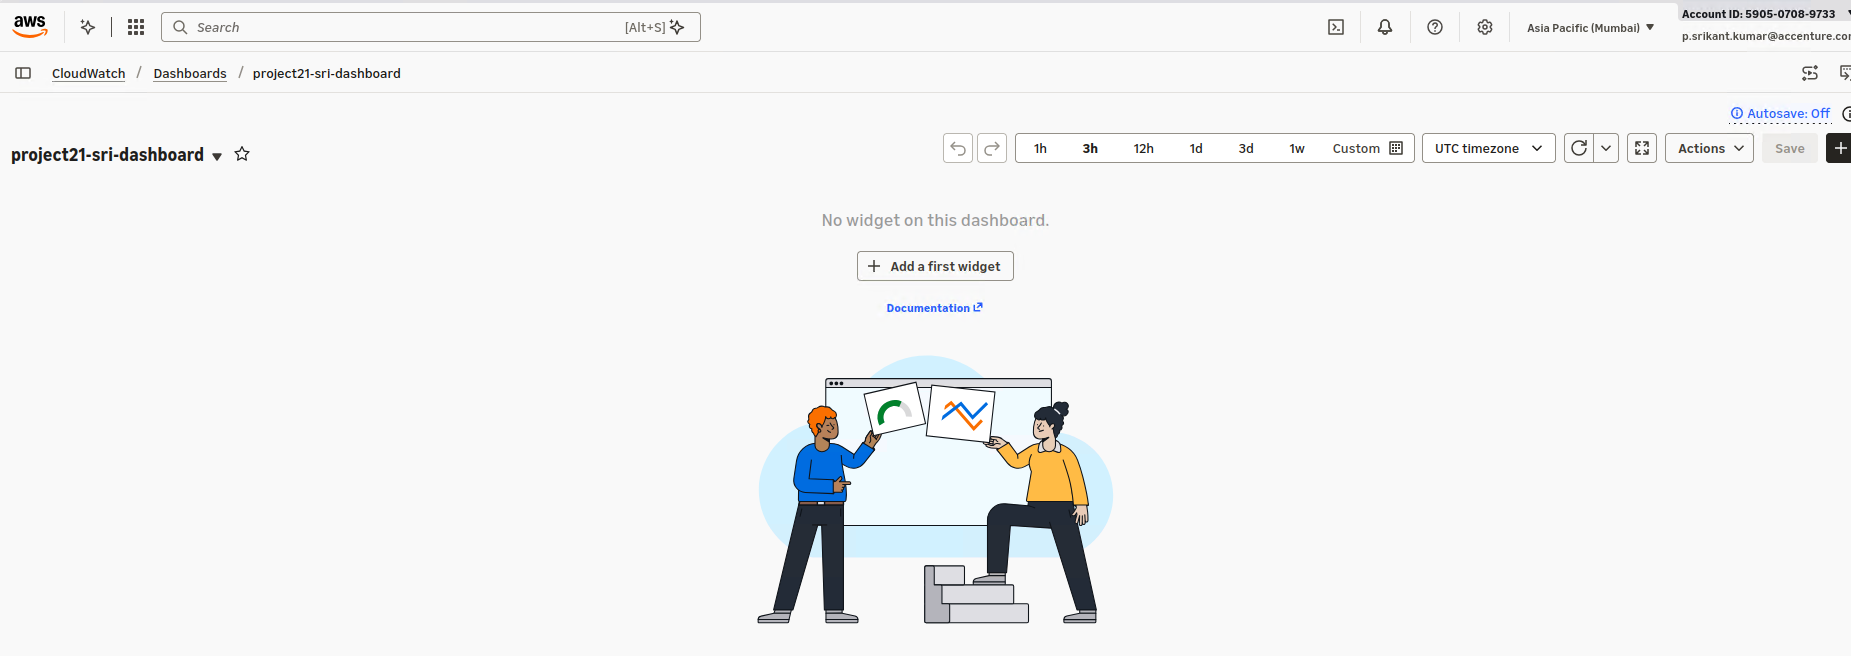 aws
Search [Alt+S]
Asia Pacific (Mumbai)
Account ID: 5905-0708-9733
p.srikant.kumar@accenture.co
CloudWatch / Dashboards / project21-sri-dashboard
Autosave: Off
project21-sri-dashboard
1h 3h 12h 1d 3d 1w Custom
UTC timezone
Actions
Save
No widget on this dashboard.
Add a first widget
Documentation